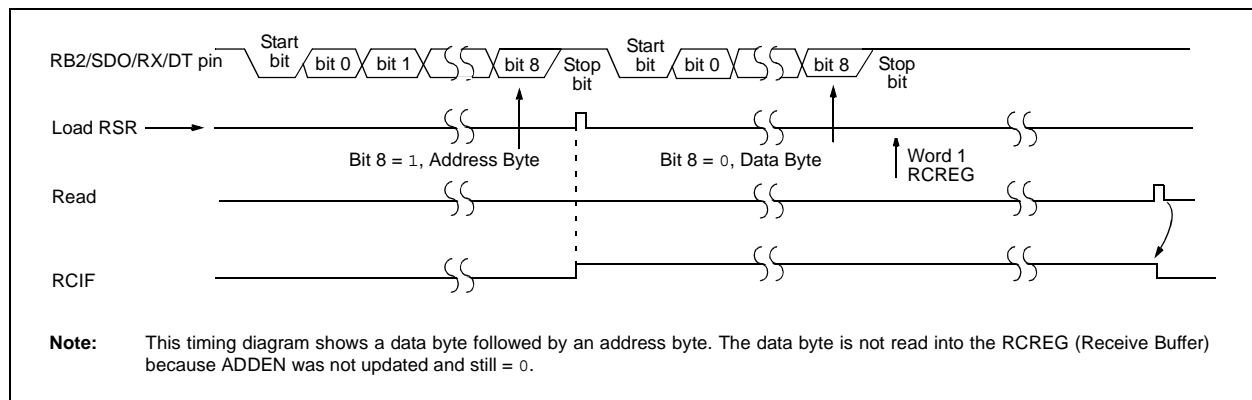 RB2/SDO/RX/DT pin
Start
bit
bit 0
bit 1
bit 8
Stop
bit
Start
bit
bit 0
bit 8
Stop
bit
Load RSR
Bit 8 = 1, Address Byte
Bit 8 = 0, Data Byte
Word 1
RCREG
Read
RCIF
Note: This timing diagram shows a data byte followed by an address byte. The data byte is not read into the RCREG (Receive Buffer)
because ADDEN was not updated and still = 0.